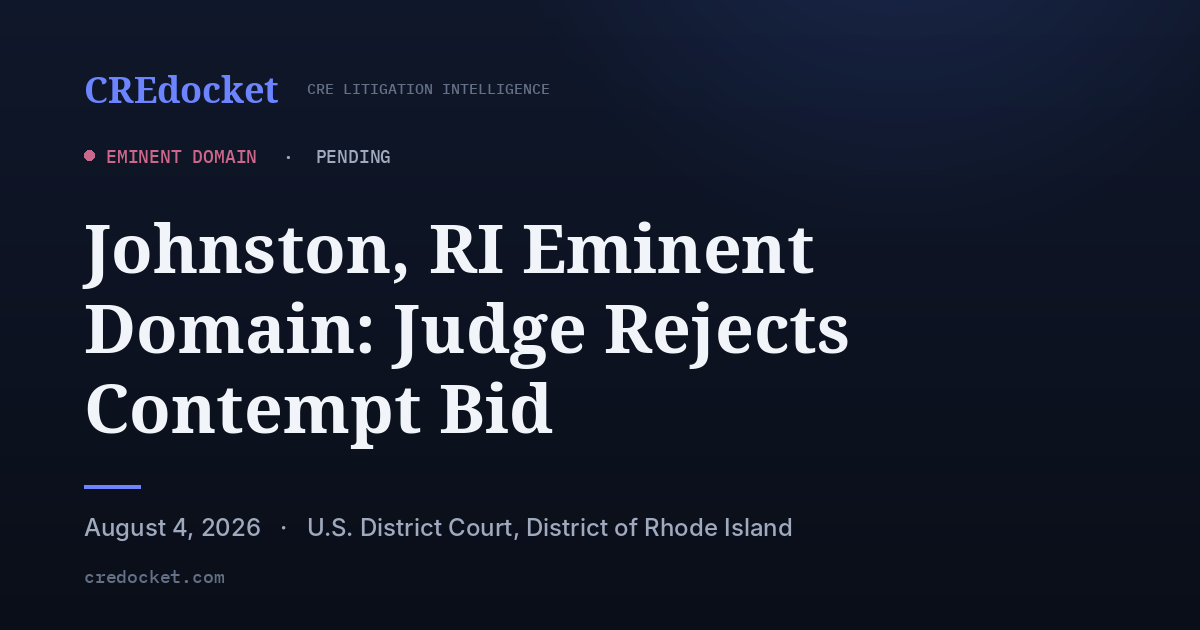 CREdocket CRE LITIGATION INTELLIGENCE
EMINENT DOMAIN · PENDING
Johnston, RI Eminent
Domain: Judge Rejects
Contempt Bid
August 4, 2026 · U.S. District Court, District of Rhode Island
credocket.com